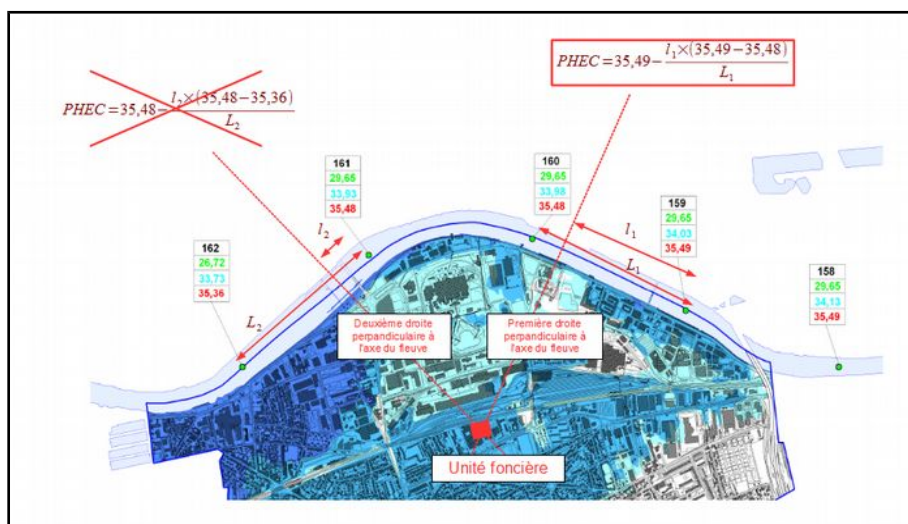 PHEC = 35,49 − l₁×(35,49−35,48) / L₁
PHEC = 35,48 − l₂×(35,48−35,36) / L₂
161
29,65
33,93
35,48
160
29,65
33,98
35,48
159
29,65
34,03
35,49
l₂
l₁
L₁
162
26,72
33,73
35,36
158
29,65
34,13
35,49
L₂
Deuxième droite
perpandiculaire à
l'axe du fleuve
Première droite
perpandiculaire à
l'axe du fleuve
Unité foncière